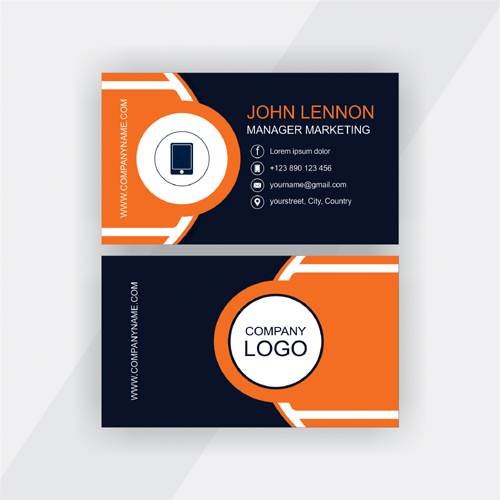 WWW.COMPANYNAME.COM
JOHN LENNON
MANAGER MARKETING
f Lorem ipsum dolor
+123 890 123 456
yourname@gmail.com
yourstreet, City, Country
WWW.COMPANYNAME.COM
COMPANY
LOGO